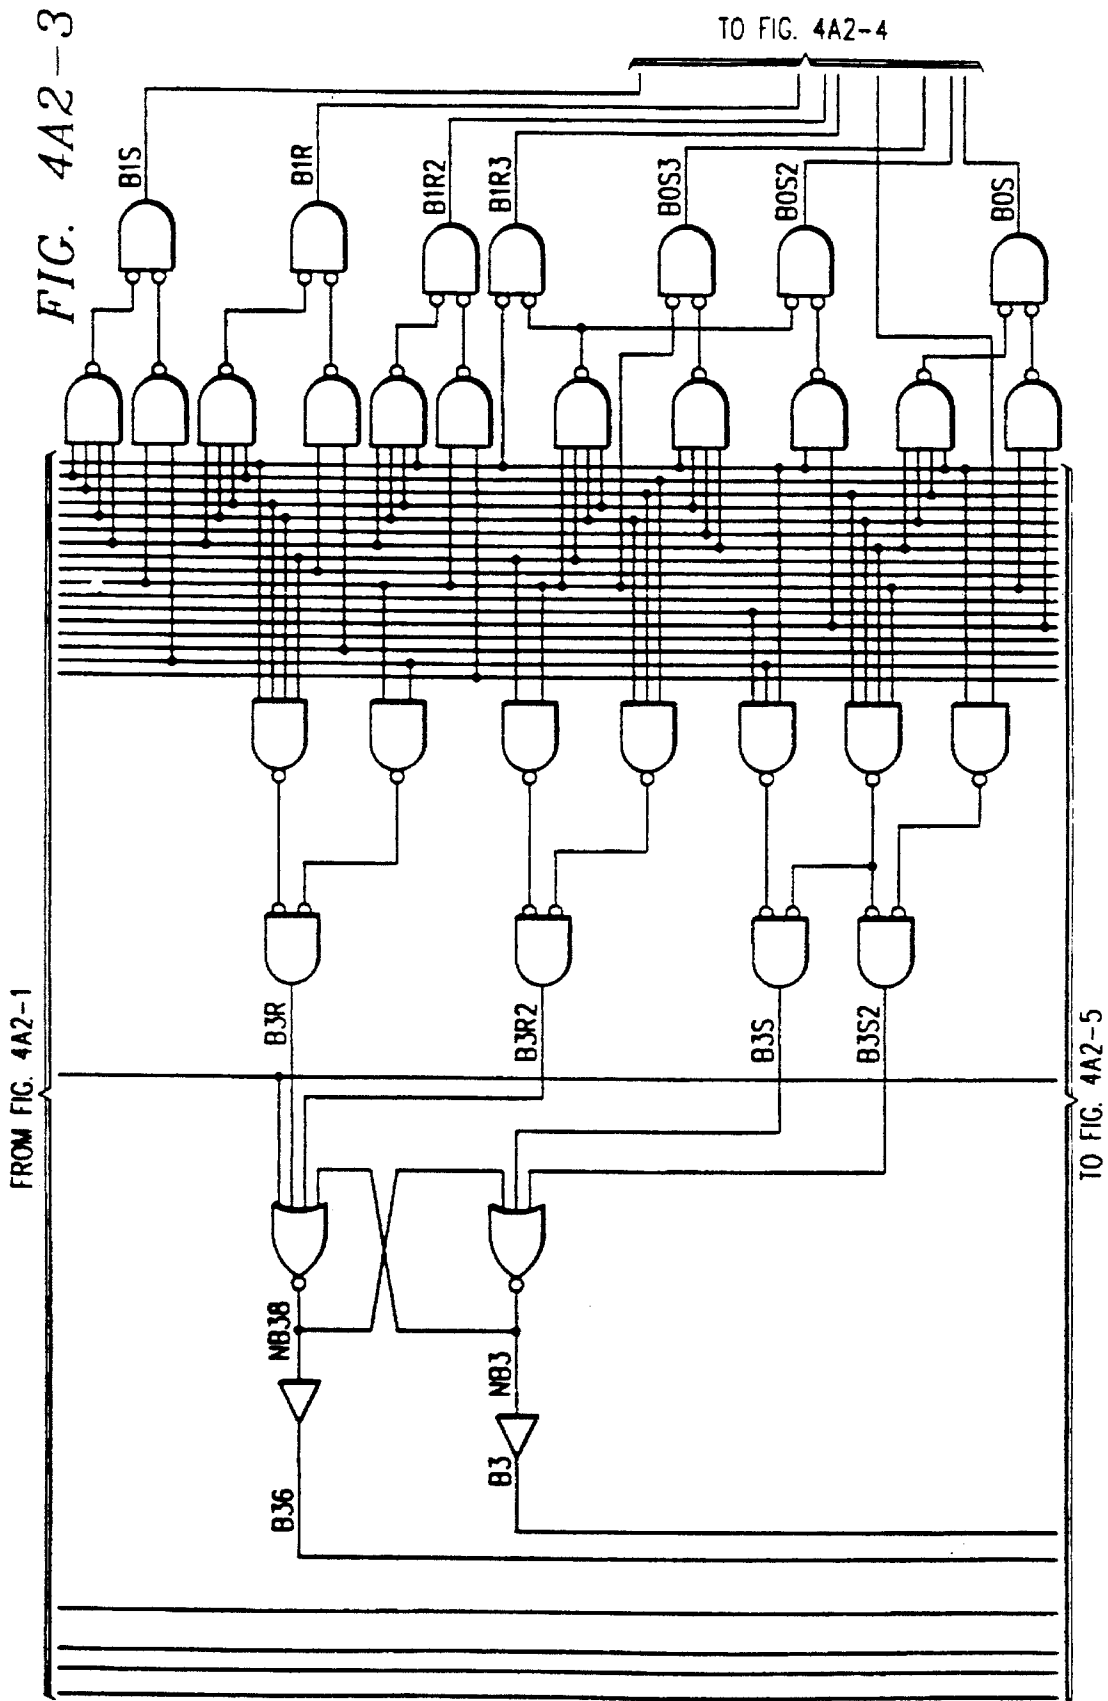 FIG. 4A2-3
TO FIG. 4A2-4
B1S
B1R
B1R2
B1R3
B0S3
B0S2
B0S
FROM FIG. 4A2-1
B3R
B3R2
B3S
B3S2
TO FIG. 4A2-5
NB38
NB3
B36
B3